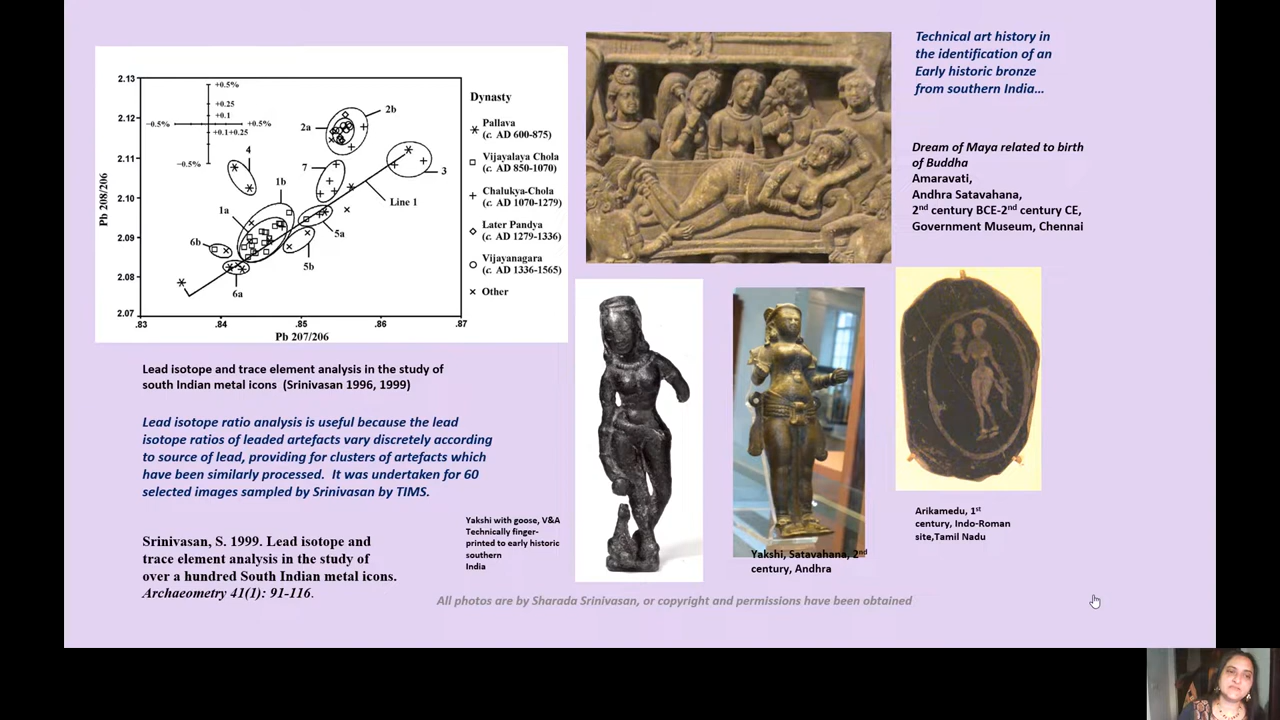 2.13
2.12
2.11
2.10
2.09
2.08
2.07
Pb 208/206
.83
.84
.85
.86
.87
Pb 207/206
+0.5%
+0.25
+0.1
−0.5%
+0.5%
+0.1+0.25
-0.5%
2b
2a
4
7
3
1b
1a
Line 1
6b
5a
5b
6a
Dynasty
Pallava
(c. AD 600-875)
Vijayalaya Chola
(c. AD 850-1070)
Chalukya-Chola
(c. AD 1070-1279)
Later Pandya
(c. AD 1279-1336)
Vijayanagara
(c. AD 1336-1565)
Other
Technical art history in
the identification of an
Early historic bronze
from southern India…
Dream of Maya related to birth
of Buddha
Amaravati,
Andhra Satavahana,
2nd century BCE-2nd century CE,
Government Museum, Chennai
Lead isotope and trace element analysis in the study of
south Indian metal icons (Srinivasan 1996, 1999)
Lead isotope ratio analysis is useful because the lead
isotope ratios of leaded artefacts vary discretely according
to source of lead, providing for clusters of artefacts which
have been similarly processed. It was undertaken for 60
selected images sampled by Srinivasan by TIMS.
Srinivasan, S. 1999. Lead isotope and
trace element analysis in the study of
over a hundred South Indian metal icons.
Archaeometry 41(1): 91-116.
Yakshi with goose, V&A
Technically finger-
printed to early historic
southern
India
Yakshi, Satavahana, 2nd
century, Andhra
Arikamedu, 1st
century, Indo-Roman
site,Tamil Nadu
All photos are by Sharada Srinivasan, or copyright and permissions have been obtained